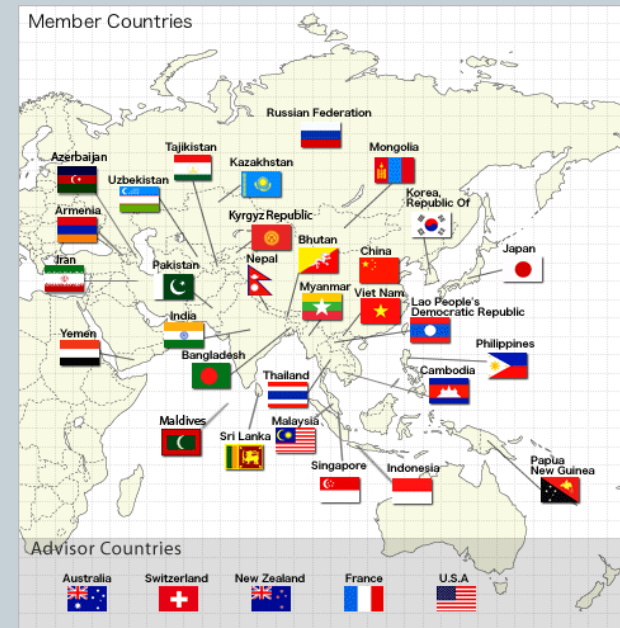 Member Countries
Russian Federation
Tajikistan
Mongolia
Azerbaijan
Kazakhstan
Uzbekistan
Korea,
Republic Of
Armenia
Kyrgyz Republic
Bhutan
China
Japan
Iran
Pakistan
Nepal
Myanmar
Viet Nam
Lao People's
Democratic Republic
India
Yemen
Philippines
Bangladesh
Thailand
Cambodia
Maldives
Malaysia
Sri Lanka
Singapore
Indonesia
Papua
New Guinea
Advisor Countries
Australia
Switzerland
New Zealand
France
U.S.A